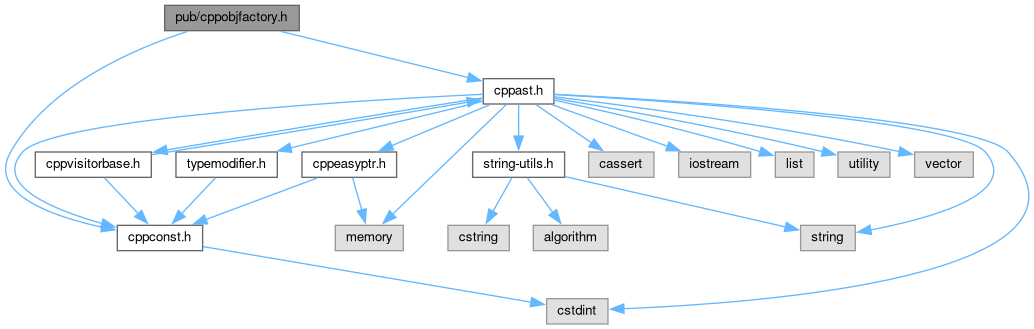 pub/cppobjfactory.h
cppast.h
cppvisitorbase.h
typemodifier.h
cppeasyptr.h
string-utils.h
cassert
iostream
list
utility
vector
cppconst.h
memory
cstring
algorithm
string
cstdint